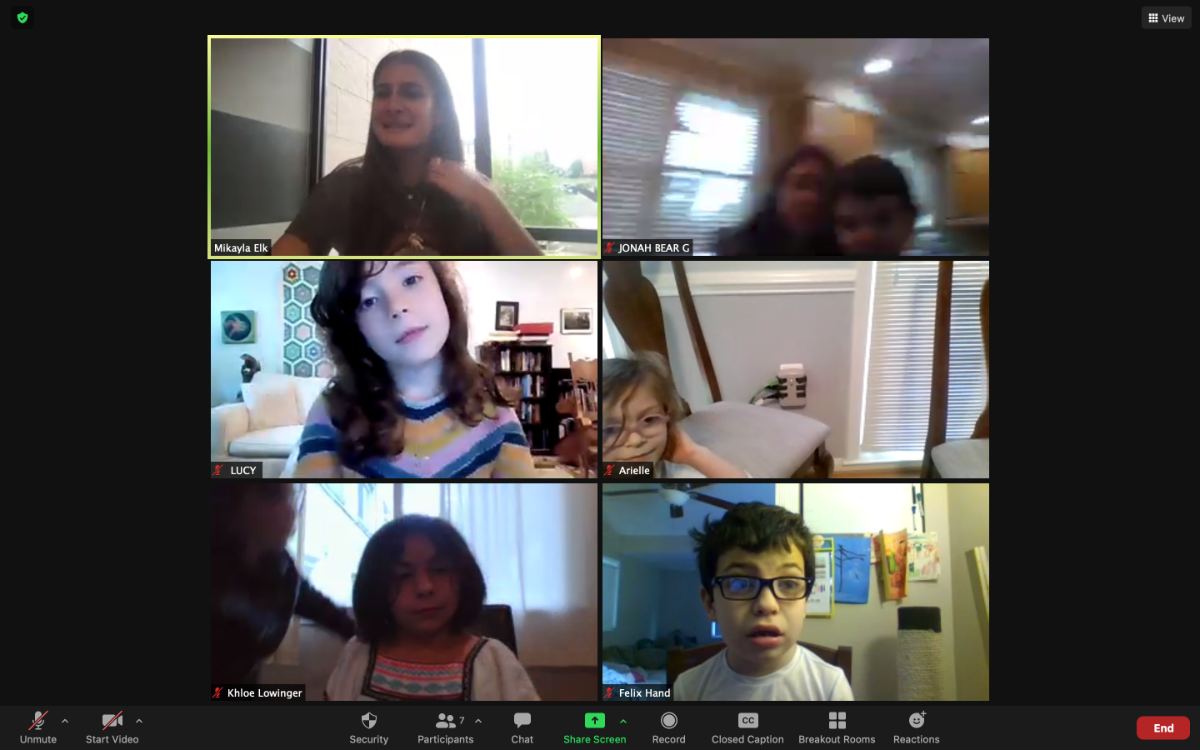 View
Mikayla Elk
JONAH BEAR G
LUCY
Arielle
Khloe Lowinger
Felix Hand
7
Unmute
Start Video
Security
Participants
Chat
Share Screen
Record
CC
Closed Caption
Breakout Rooms
Reactions
End